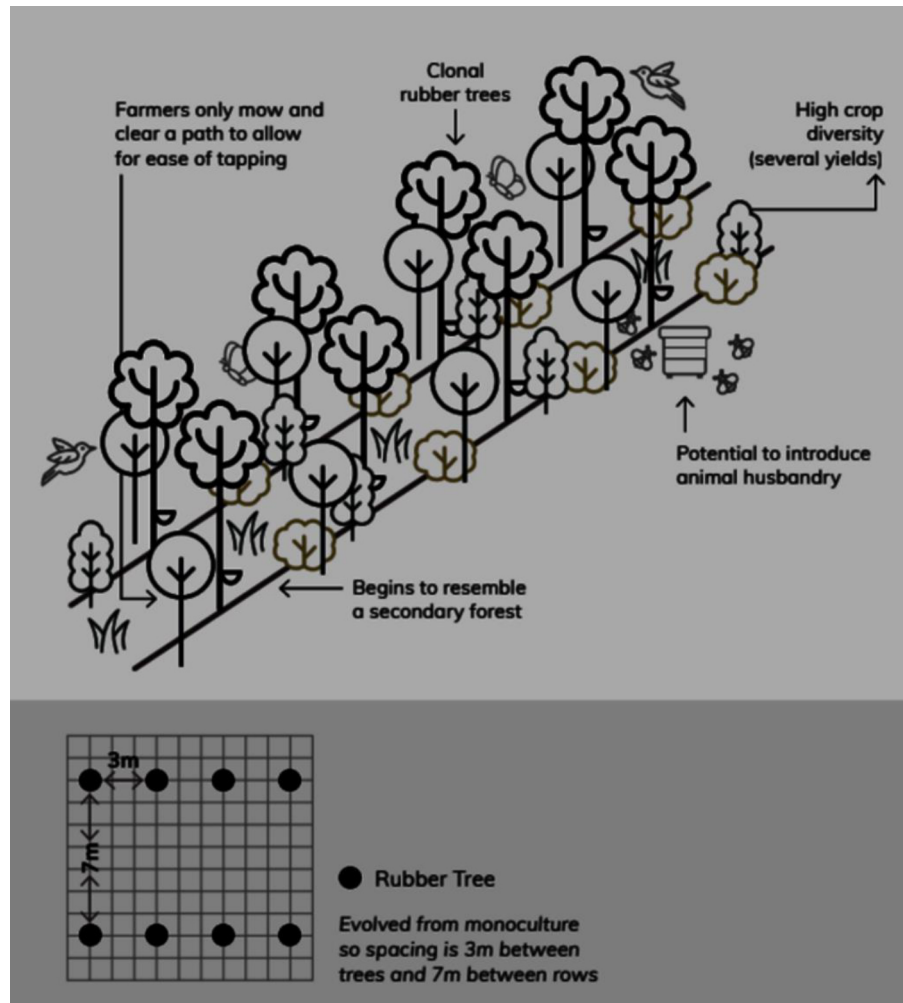 Clonal
rubber trees
Farmers only mow and
clear a path to allow
for ease of tapping
High crop
diversity
(several yields)
Potential to introduce
animal husbandry
Begins to resemble
a secondary forest
3m
7m
Rubber Tree
Evolved from monoculture
so spacing is 3m between
trees and 7m between rows